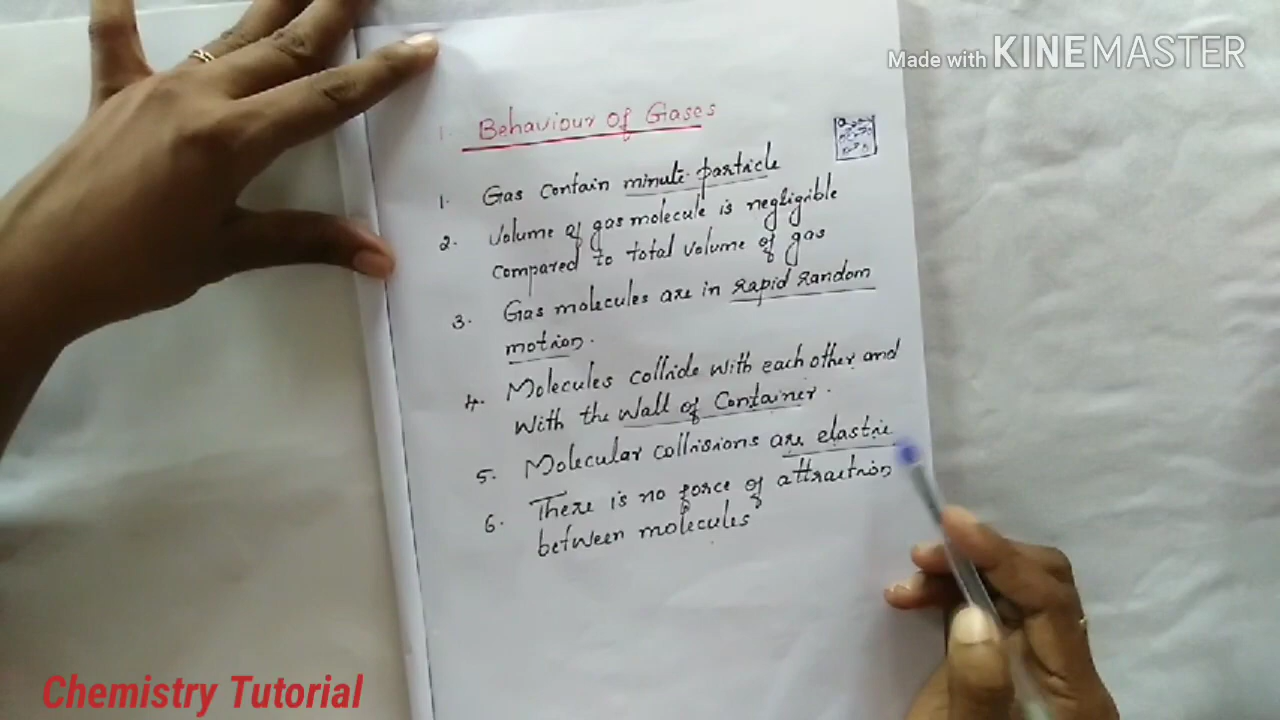 Made with KINEMASTER
1. Behaviour of Gases
1. Gas contain minute particle
2. Volume of gas molecule is negligible
compared to total volume of gas
3. Gas molecules are in rapid random
motion.
4. Molecules collide with each other and
with the wall of container.
5. Molecular collisions are elastic
6. There is no force of attraction
between molecules
Chemistry Tutorial